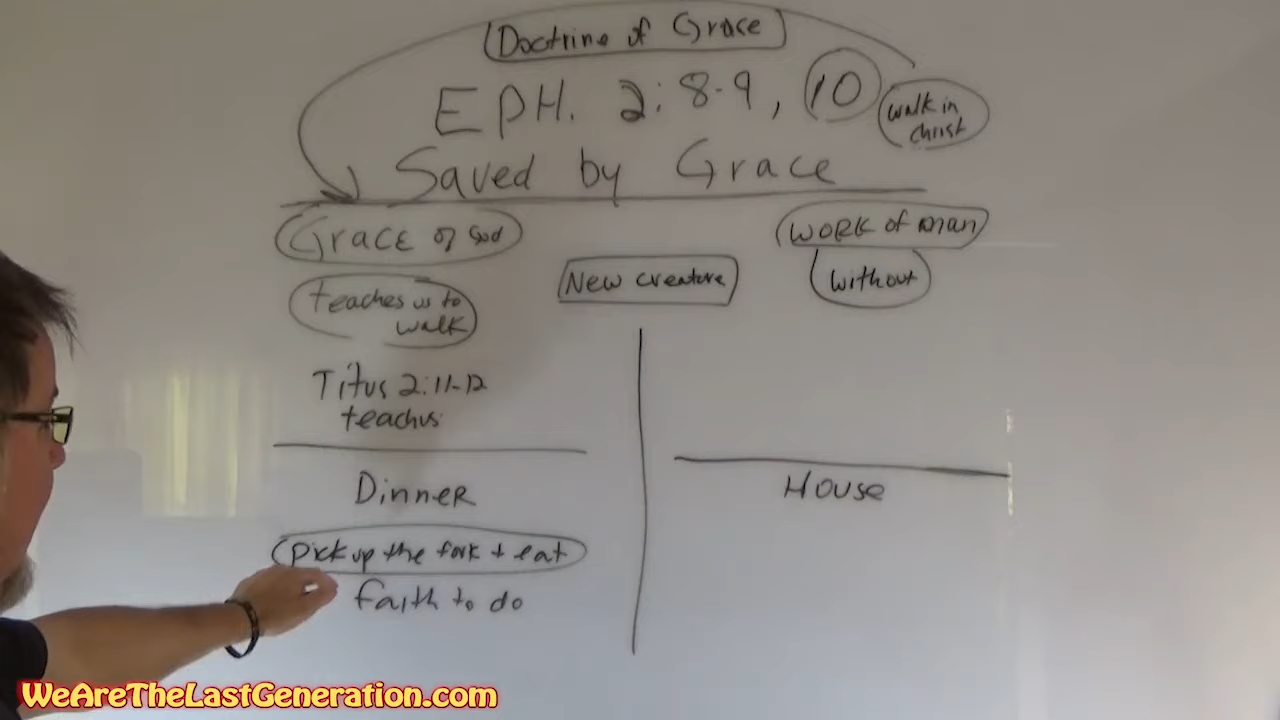 Doctrine of Grace
EPH. 2:8-9, 10
walk in
christ
Saved by Grace
Grace of God
WORK of man
teaches us to
walk
New creature
without
Titus 2:11-12
teachus
Dinner
House
pick up the fork + eat
faith to do
WeAreTheLastGeneration.com